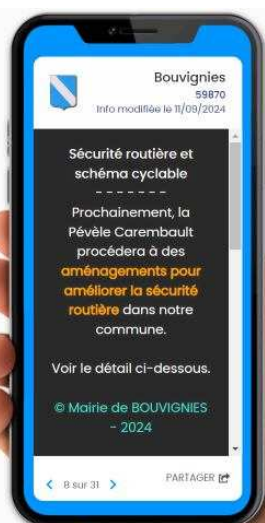 Bouvignies
59870
Info modifiée le 11/09/2024
Sécurité routière et
schéma cyclable
- - - - - - -
Prochainement, la
Pévèle Carembault
procédera à des
aménagements pour
améliorer la sécurité
routière dans notre
commune.
Voir le détail ci-dessous.
© Mairie de BOUVIGNIES
- 2024
< 8 sur 31 >
PARTAGER